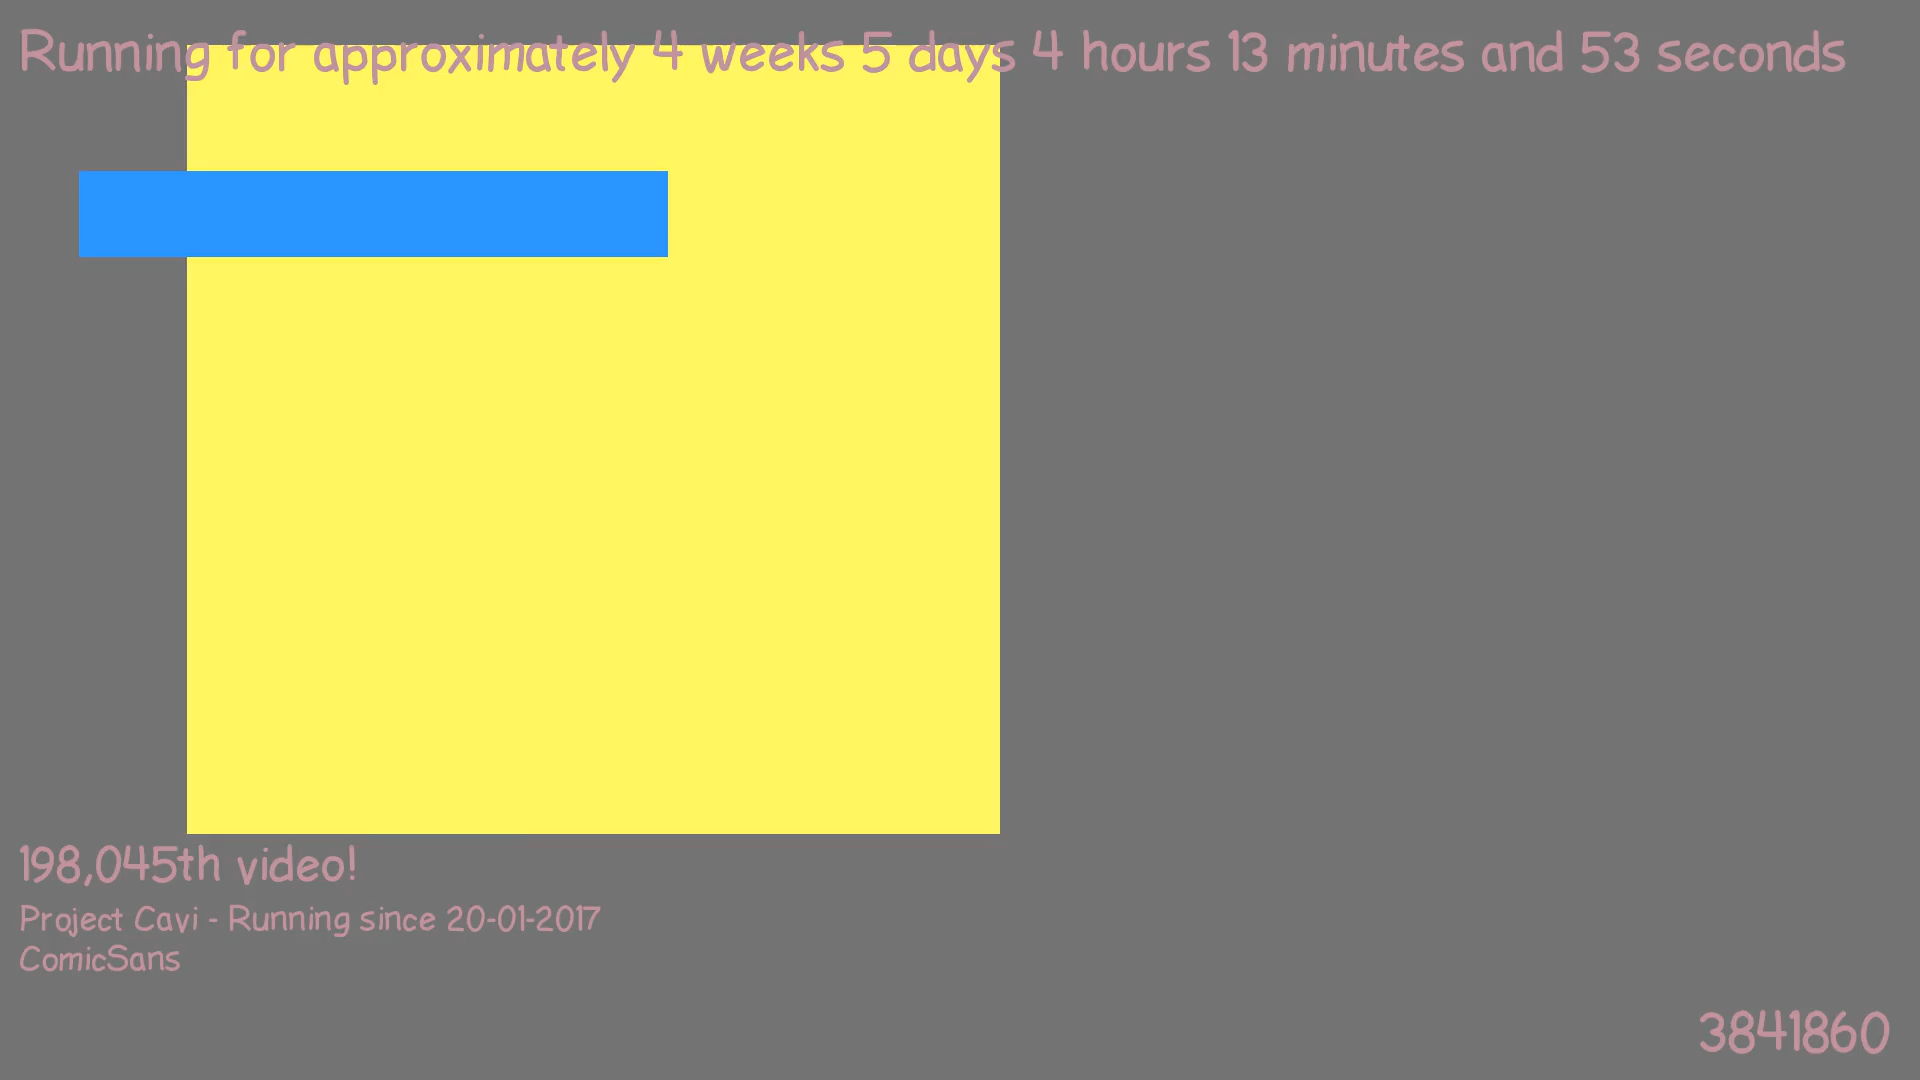 Running for approximately 4 weeks 5 days 4 hours 13 minutes and 53 seconds
198,045th video!
Project Cavi - Running since 20-01-2017
ComicSans
3841860